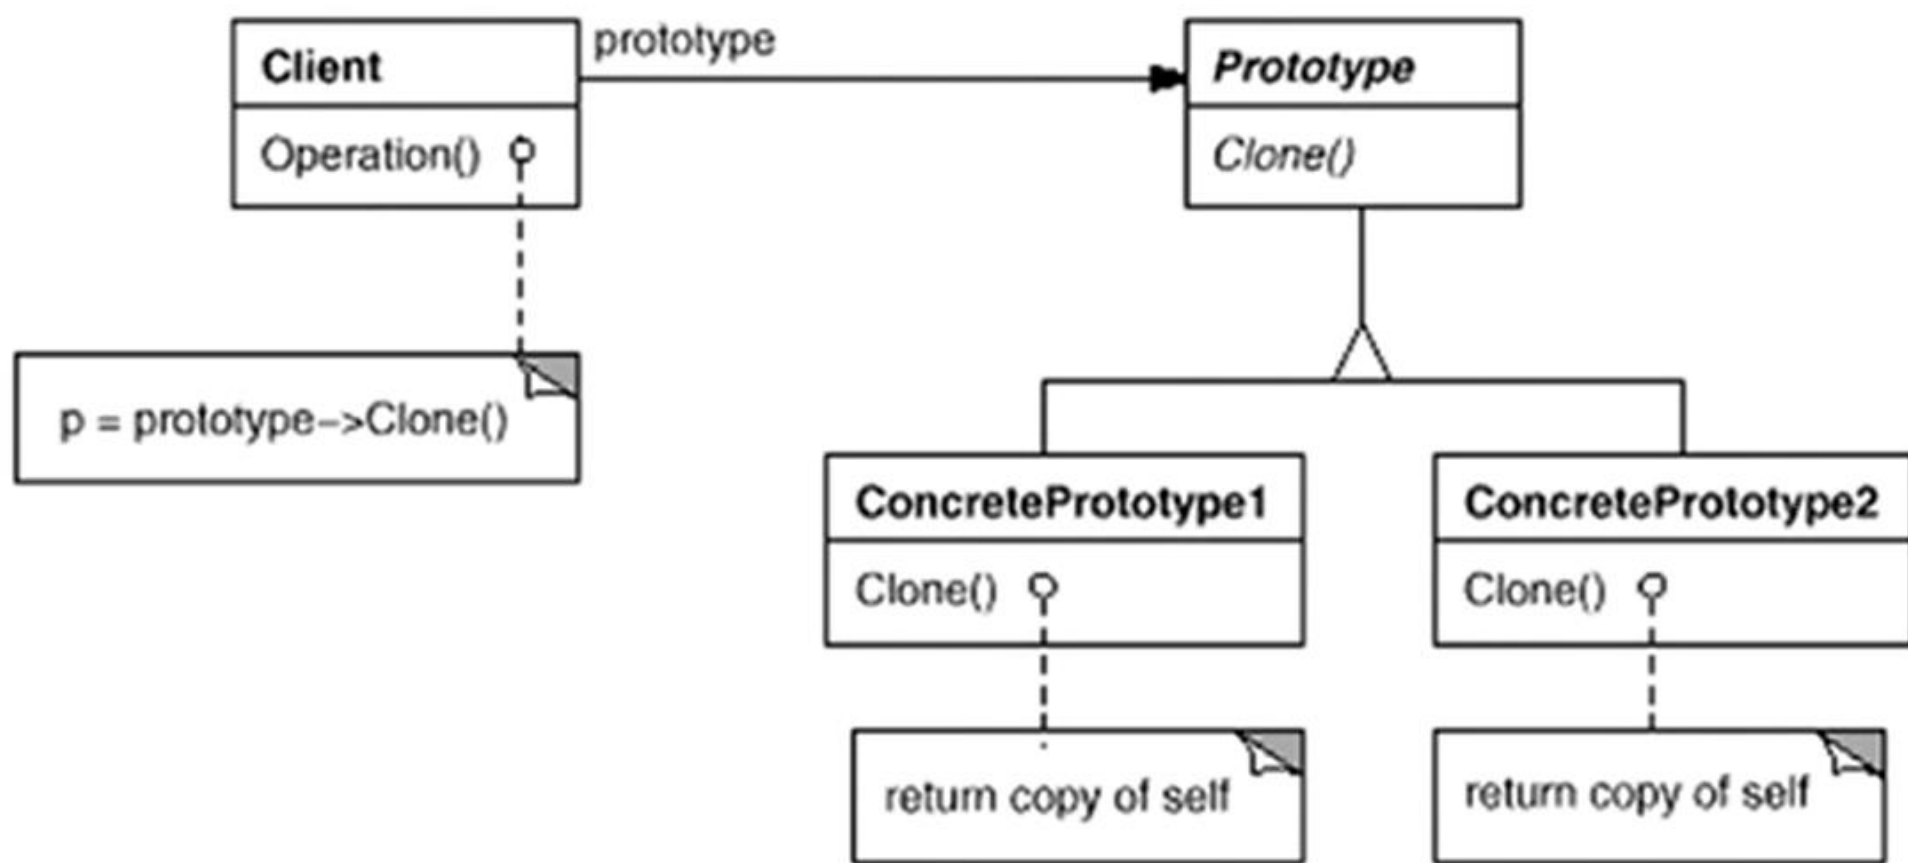 Client
prototype
Prototype
Operation()
Clone()
p = prototype->Clone()
ConcretePrototype1
ConcretePrototype2
Clone()
Clone()
return copy of self
return copy of self